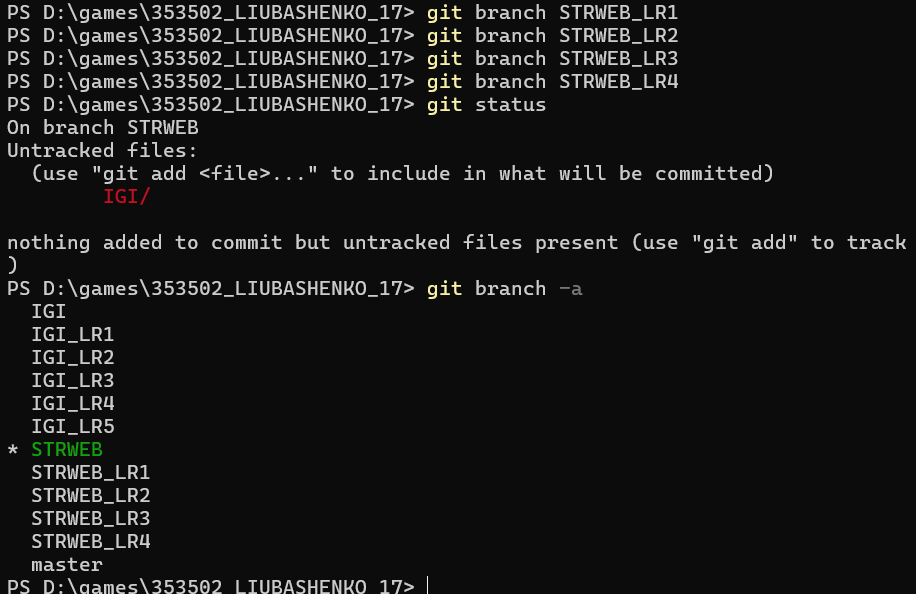 PS D:\games\353502_LIUBASHENKO_17> git branch STRWEB_LR1
PS D:\games\353502_LIUBASHENKO_17> git branch STRWEB_LR2
PS D:\games\353502_LIUBASHENKO_17> git branch STRWEB_LR3
PS D:\games\353502_LIUBASHENKO_17> git branch STRWEB_LR4
PS D:\games\353502_LIUBASHENKO_17> git status
On branch STRWEB
Untracked files:
  (use "git add <file>..." to include in what will be committed)
        IGI/

nothing added to commit but untracked files present (use "git add" to track
)
PS D:\games\353502_LIUBASHENKO_17> git branch -a
  IGI
  IGI_LR1
  IGI_LR2
  IGI_LR3
  IGI_LR4
  IGI_LR5
* STRWEB
  STRWEB_LR1
  STRWEB_LR2
  STRWEB_LR3
  STRWEB_LR4
  master
PS D:\games\353502_LIUBASHENKO_17>